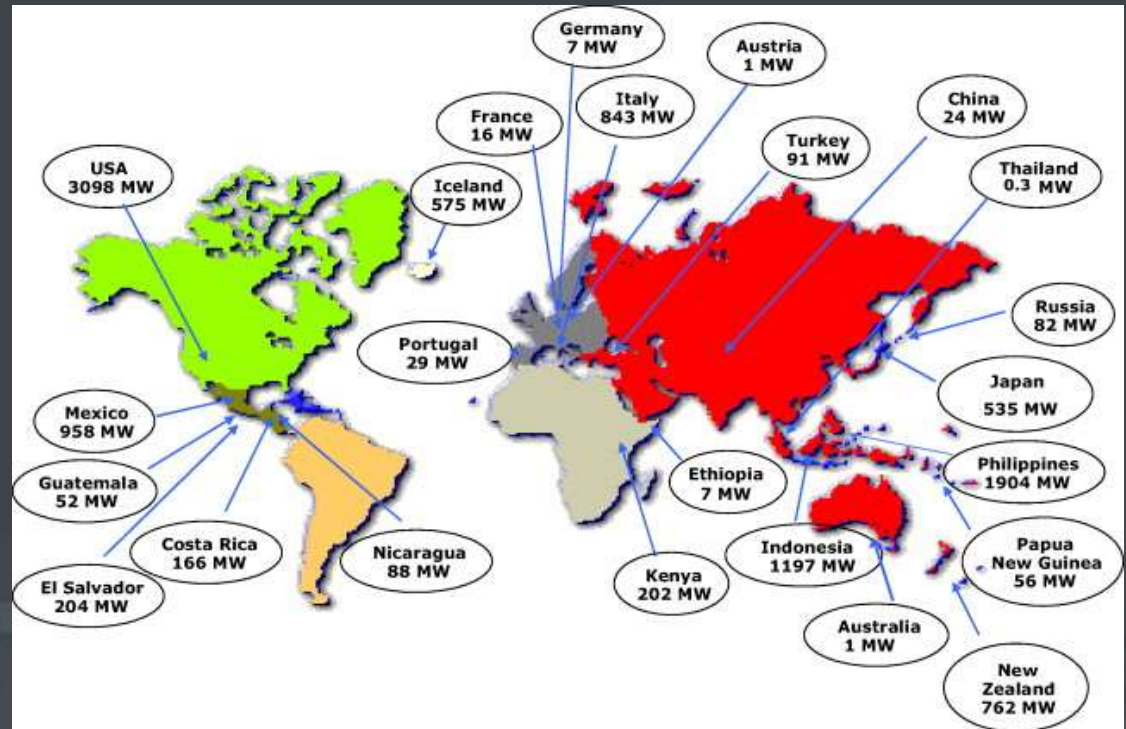 Germany
7 MW
Austria
1 MW
France
16 MW
Italy
843 MW
China
24 MW
USA
3098 MW
Iceland
575 MW
Turkey
91 MW
Thailand
0.3 MW
Portugal
29 MW
Russia
82 MW
Japan
535 MW
Mexico
958 MW
Guatemala
52 MW
Ethiopia
7 MW
Philippines
1904 MW
Costa Rica
166 MW
Nicaragua
88 MW
Indonesia
1197 MW
Papua
New Guinea
56 MW
El Salvador
204 MW
Kenya
202 MW
Australia
1 MW
New
Zealand
762 MW